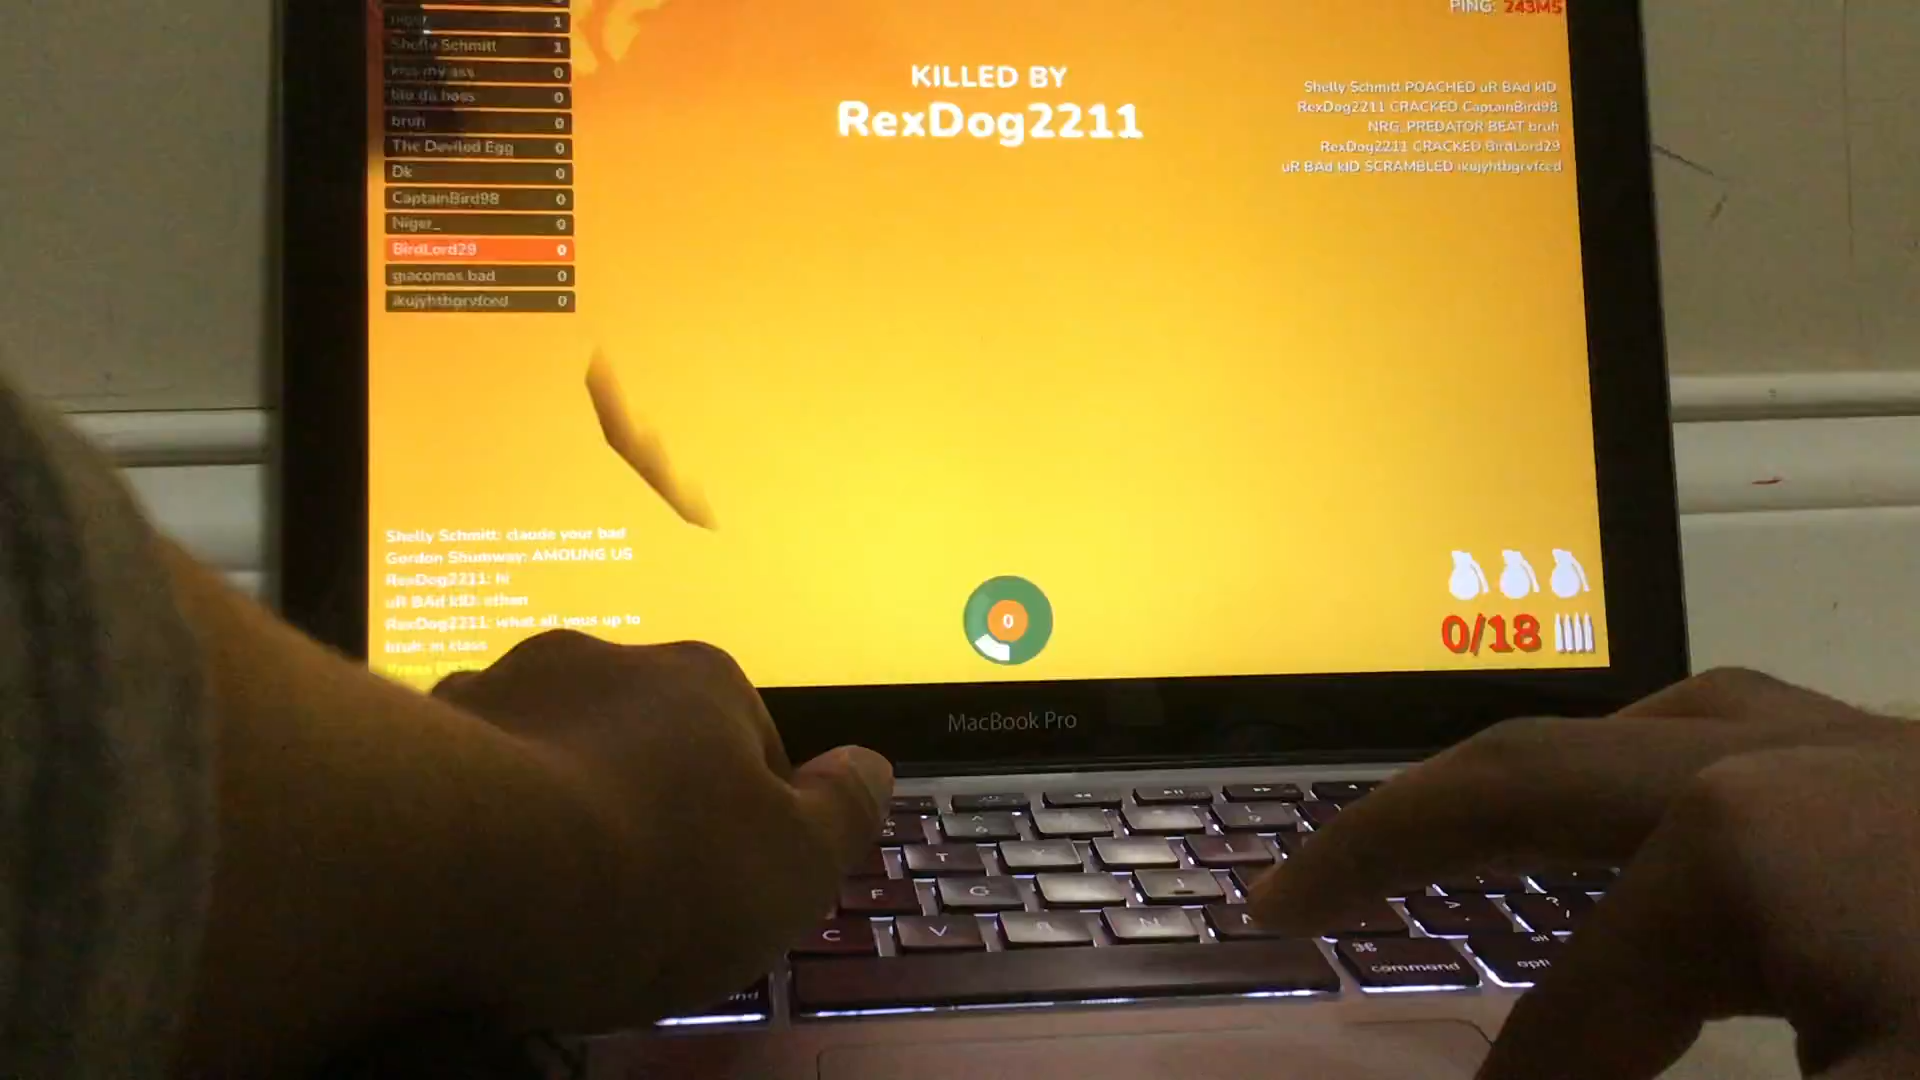 PING: 243MS
Shelly Schmitt 1
kiss my ass 0
blu da boss 0
bruh 0
The Deviled Egg 0
Dk 0
CaptainBird98 0
Niger_ 0
BirdLord29 0
giacomos bad 0
ikujyhtbgrvfced 0
KILLED BY
RexDog2211
Shelly Schmitt POACHED uR BAd kID
RexDog2211 CRACKED CaptainBird98
NRG_PREDATOR BEAT bruh
RexDog2211 CRACKED BirdLord29
uR BAd kID SCRAMBLED ikujyhtbgrvfced
Shelly Schmitt: claude your bad
Gordon Shumway: AMOUNG US
RexDog2211: hi
uR BAd kID: ethan
RexDog2211: what all yous up to
bruh: in class
Press
0
0/18
MacBook Pro
T Y I
F G J
C V B N
command